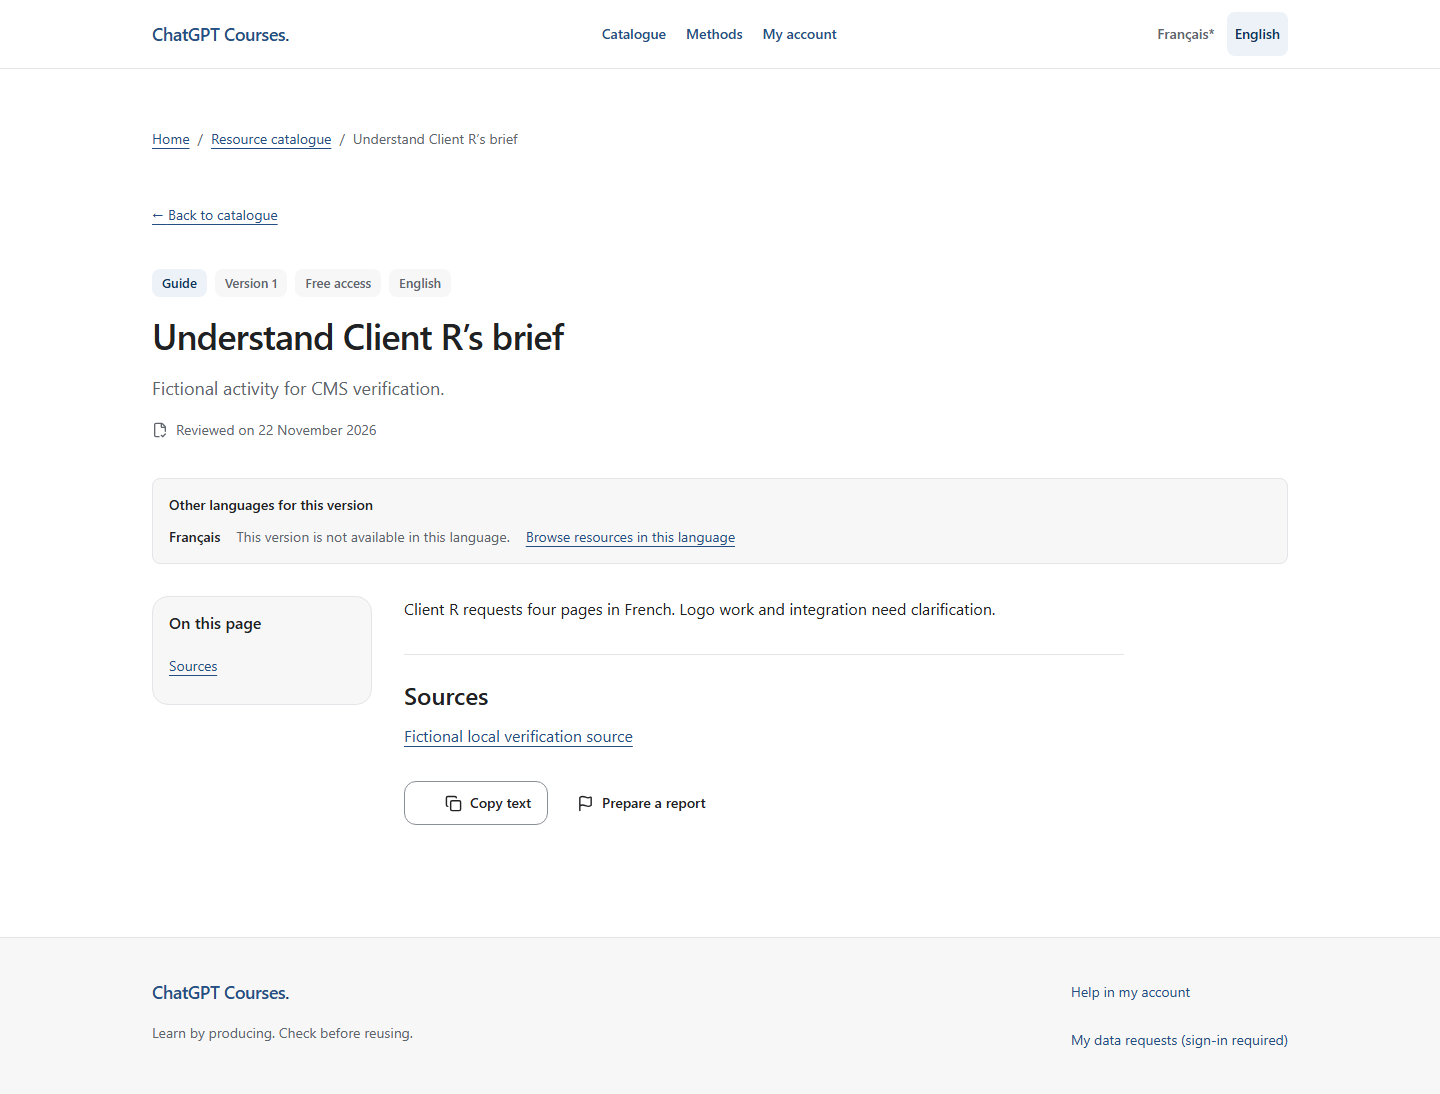 ChatGPT Courses.
Catalogue Methods My account
Français* English
Home / Resource catalogue / Understand Client R’s brief
← Back to catalogue
Guide Version 1 Free access English
Understand Client R’s brief
Fictional activity for CMS verification.
Reviewed on 22 November 2026
Other languages for this version
Français This version is not available in this language. Browse resources in this language
On this page
Sources
Client R requests four pages in French. Logo work and integration need clarification.
Sources
Fictional local verification source
Copy text Prepare a report
ChatGPT Courses.
Learn by producing. Check before reusing.
Help in my account
My data requests (sign-in required)